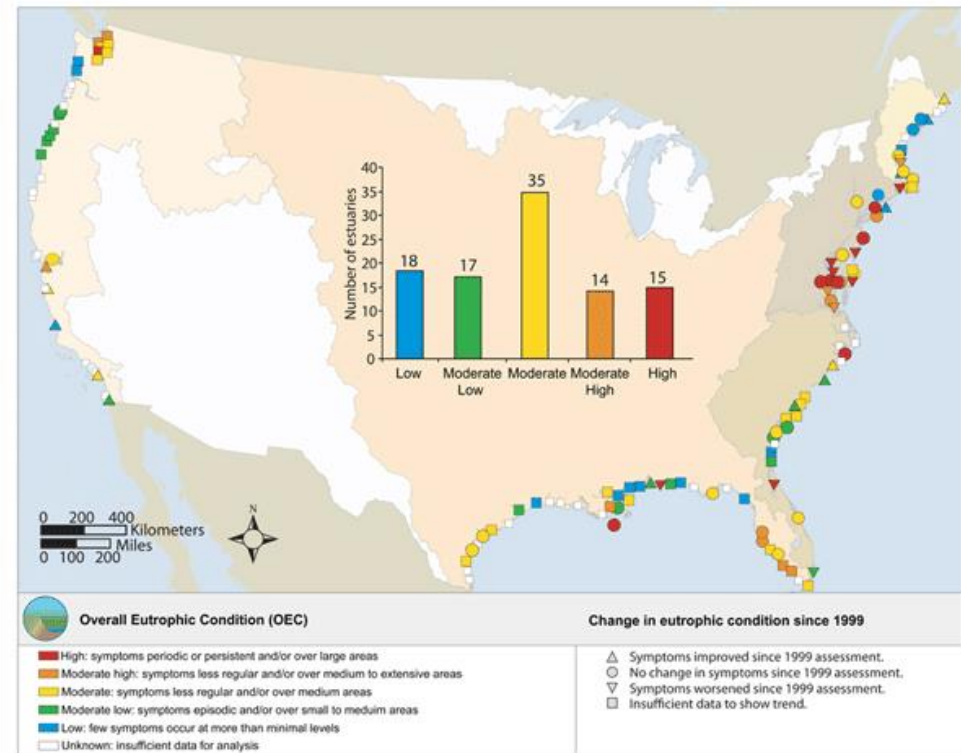 40
35
30
25
20
15
10
5
0
Number of estuaries
18
17
35
14
15
Low
Moderate
Low
Moderate
Moderate
High
High
N
0 200 400
Kilometers
Miles
0 100 200
Overall Eutrophic Condition (OEC)
High: symptoms periodic or persistent and/or over large areas
Moderate high: symptoms less regular and/or over medium to extensive areas
Moderate: symptoms less regular and/or over medium areas
Moderate low: symptoms episodic and/or over small to meduim areas
Low: few symptoms occur at more than minimal levels
Unknown: insufficient data for analysis
Change in eutrophic condition since 1999
Symptoms improved since 1999 assessment.
No change in symptoms since 1999 assessment.
Symptoms worsened since 1999 assessment.
Insufficient data to show trend.